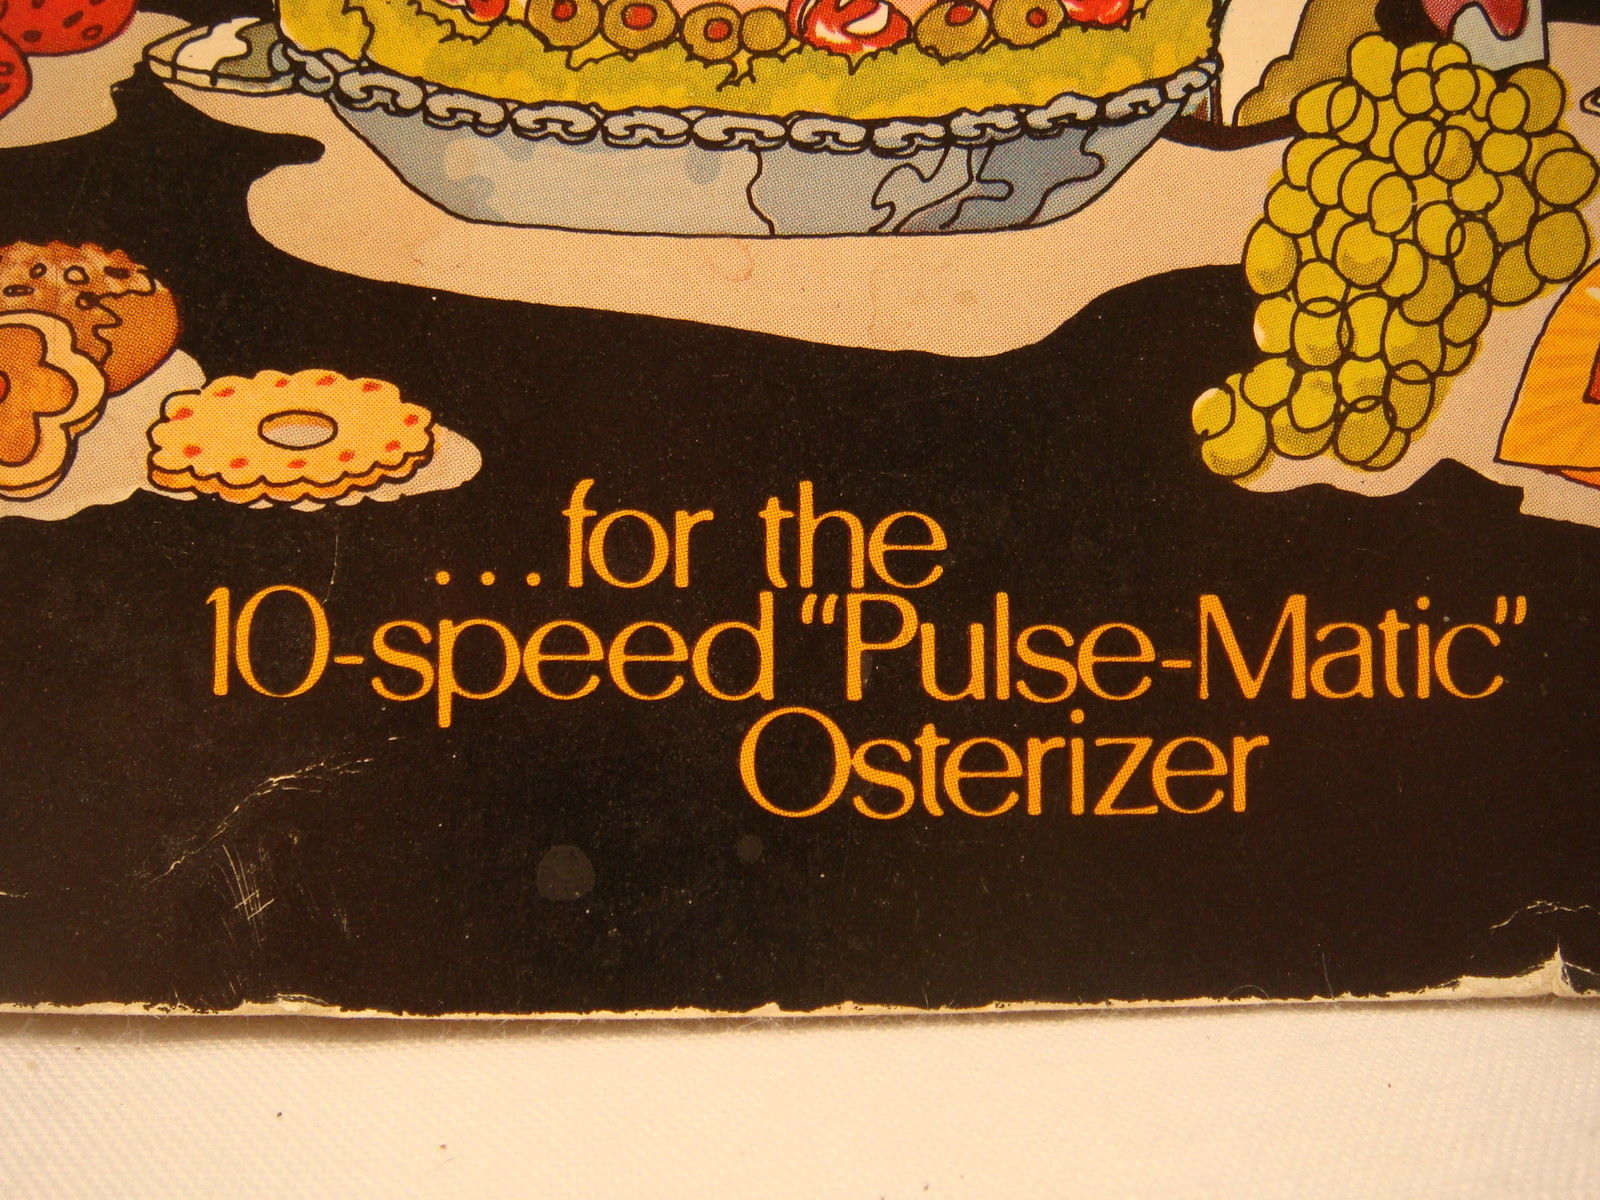 ...for the
10-speed "Pulse-Matic"
Osterizer